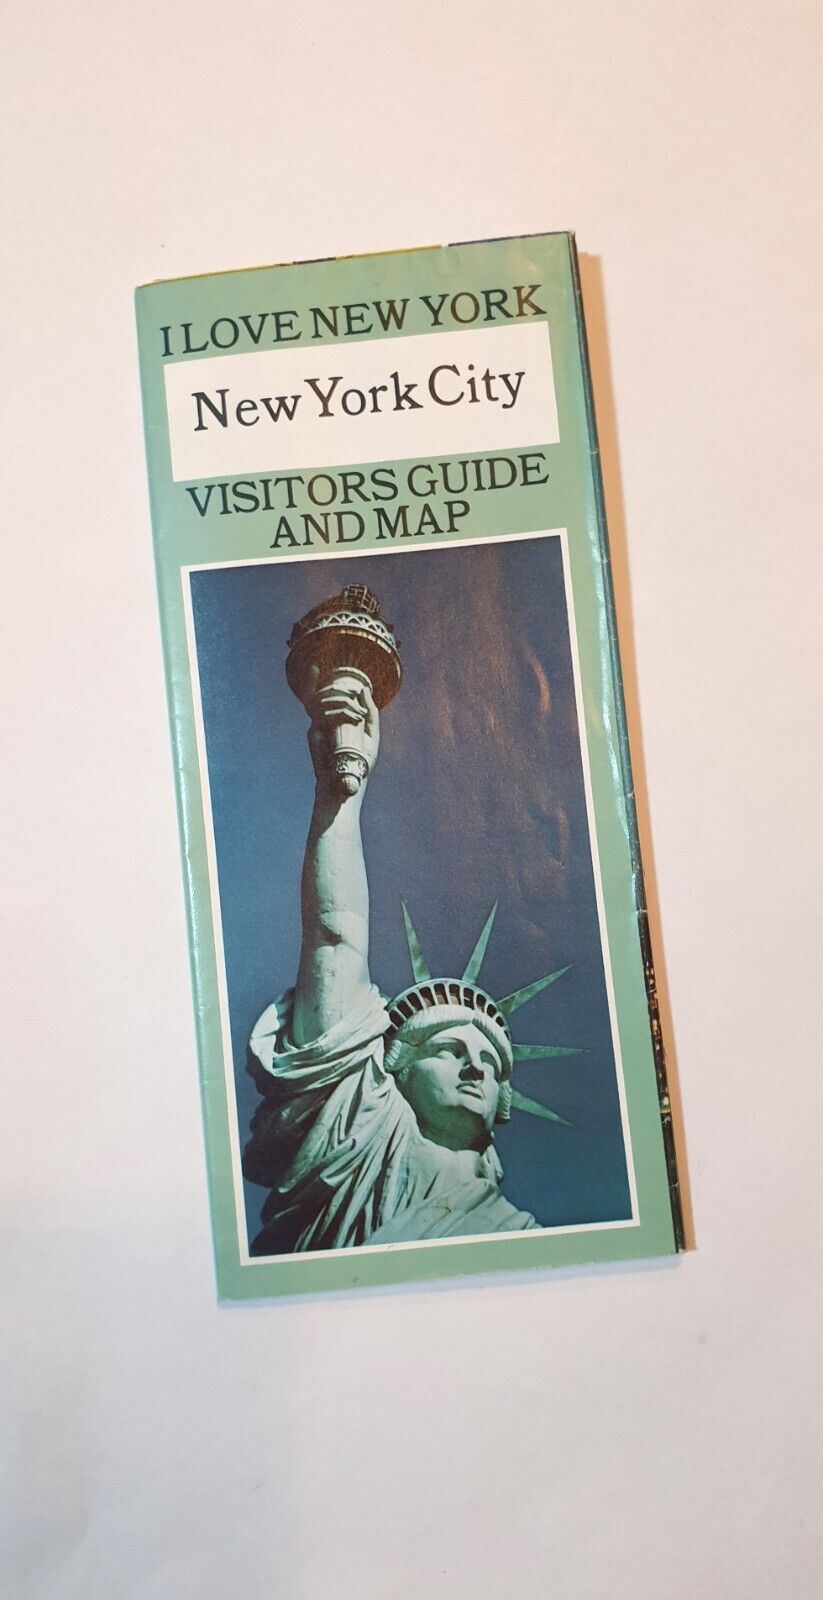 I LOVE NEW YORK
New York City
VISITORS GUIDE
AND MAP